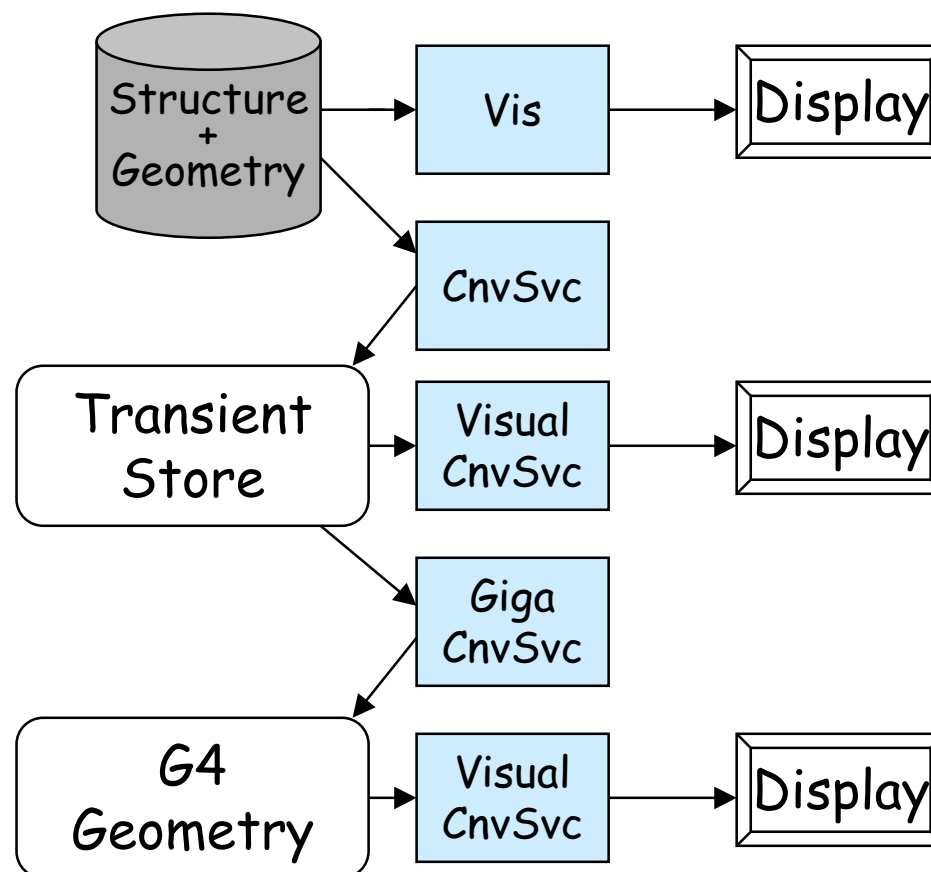 Structure
+
Geometry
Vis
Display
CnvSvc
Transient
Store
Visual
CnvSvc
Display
Giga
CnvSvc
G4
Geometry
Visual
CnvSvc
Display